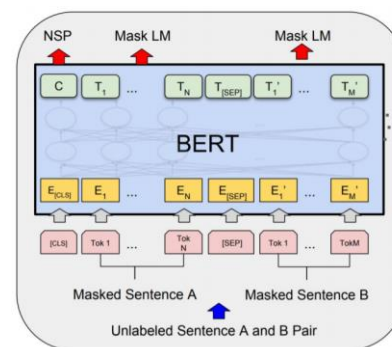 NSP Mask LM Mask LM
C T1 ... TN T[SEP] T1' ... TM'
BERT
E[CLS] E1 ... EN E[SEP] E1' ... EM'
[CLS] Tok 1 ... Tok N [SEP] Tok 1 ... TokM
Masked Sentence A Masked Sentence B
Unlabeled Sentence A and B Pair